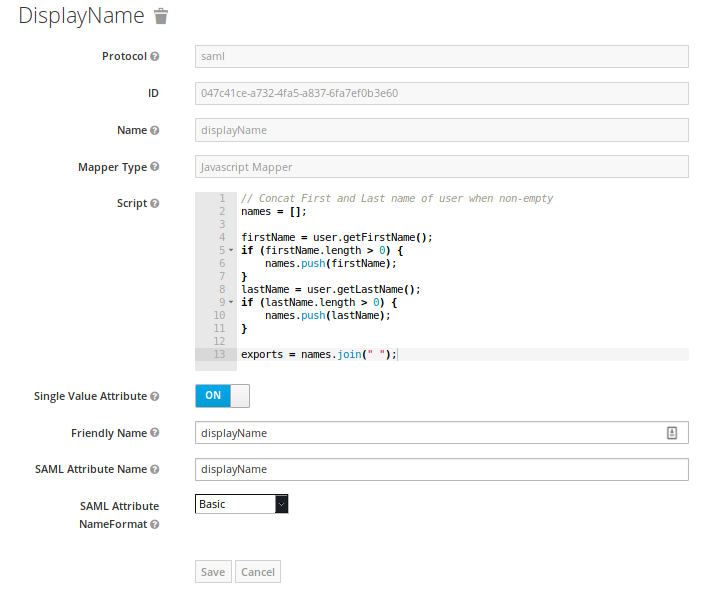 DisplayName
Protocol saml
ID 047c41ce-a732-4fa5-a837-6fa7ef0b3e60
Name displayName
Mapper Type Javascript Mapper
Script
1 // Concat First and Last name of user when non-empty
2 names = [];
3
4 firstName = user.getFirstName();
5 if (firstName.length > 0) {
6     names.push(firstName);
7 }
8 lastName = user.getLastName();
9 if (lastName.length > 0) {
10     names.push(lastName);
11 }
12
13 exports = names.join(" ");
Single Value Attribute ON
Friendly Name displayName
SAML Attribute Name displayName
SAML Attribute
NameFormat
Basic
Save Cancel